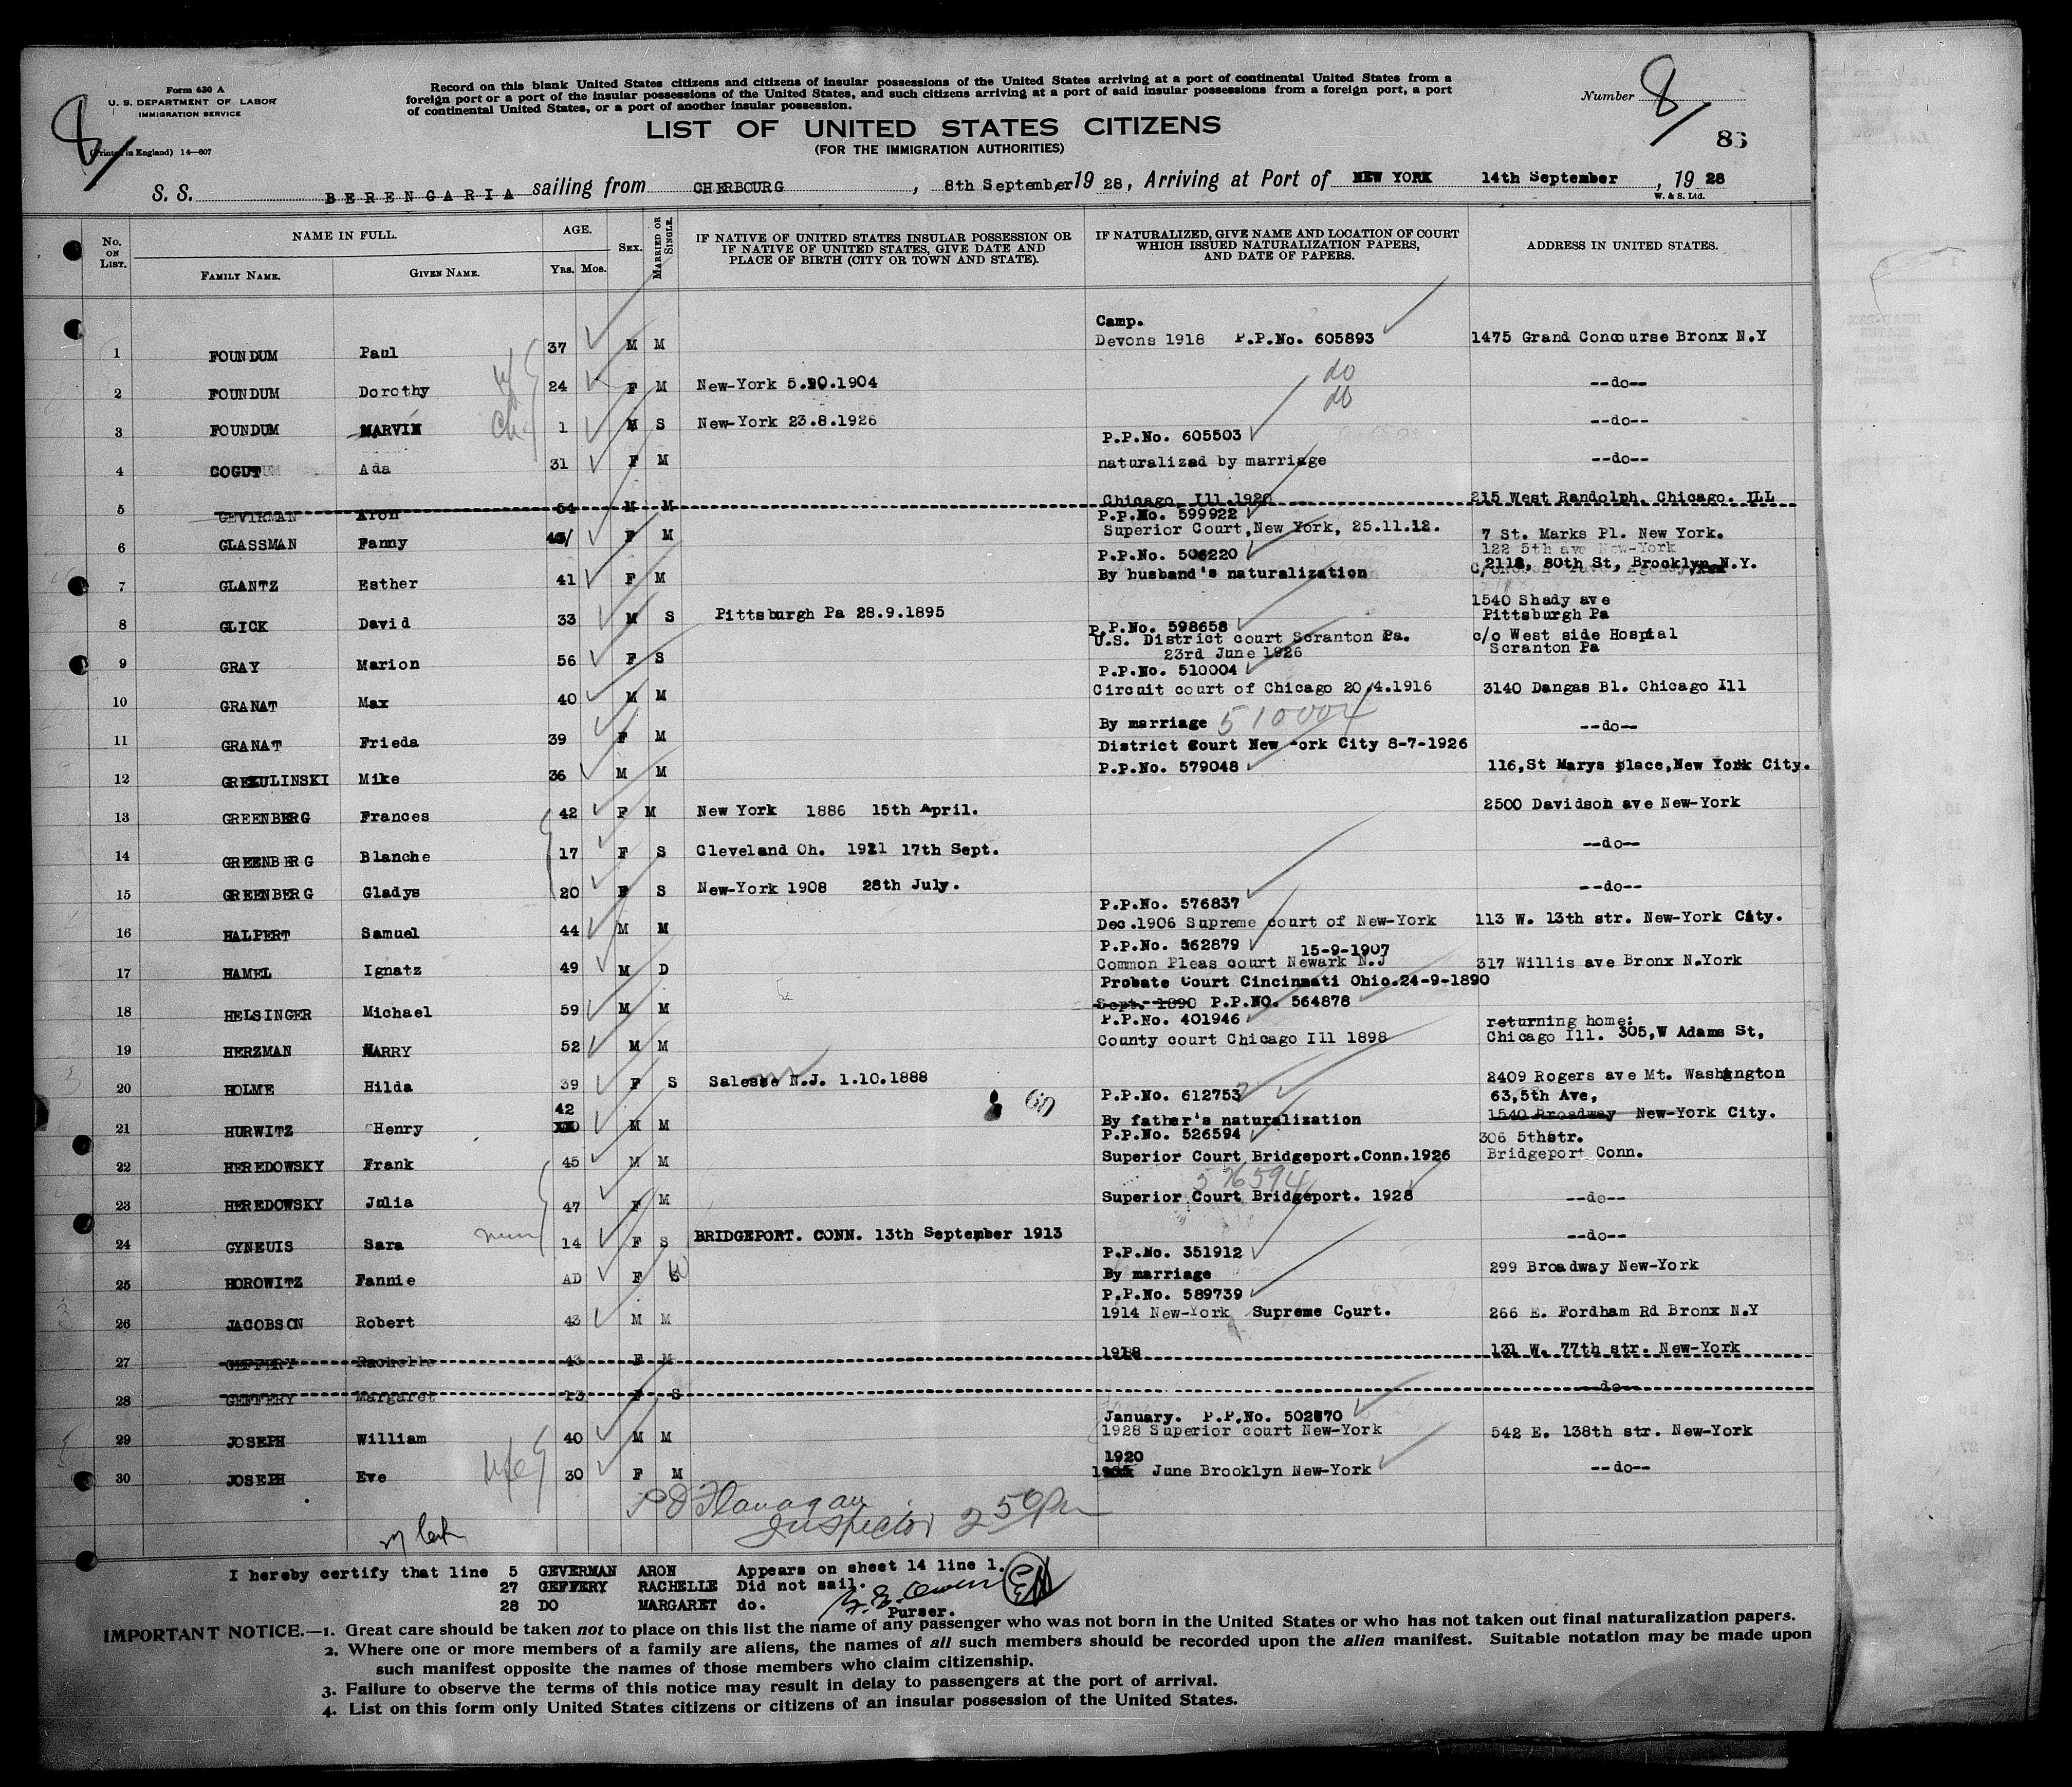 Form 630 A
U. S. DEPARTMENT OF LABOR
IMMIGRATION SERVICE
(Printed in England) 14—607
8/
Record on this blank United States citizens and citizens of insular possessions of the United States arriving at a port of continental United States from a
foreign port or a port of the insular possessions of the United States, and such citizens arriving at a port of said insular possessions from a foreign port, a port
of continental United States, or a port of another insular possession.
Number 8/
LIST OF UNITED STATES CITIZENS
(FOR THE IMMIGRATION AUTHORITIES)
S. S. BERENGARIA sailing from CHERBOURG , 8th September 19 28, Arriving at Port of NEW YORK 14th September , 19 28
W. & S. Ltd.
No. ON LIST. NAME IN FULL. FAMILY NAME. GIVEN NAME. AGE. YRS. MOS. SEX. MARRIED OR SINGLE. IF NATIVE OF UNITED STATES INSULAR POSSESSION OR IF NATIVE OF UNITED STATES, GIVE DATE AND PLACE OF BIRTH (CITY OR TOWN AND STATE). IF NATURALIZED, GIVE NAME AND LOCATION OF COURT WHICH ISSUED NATURALIZATION PAPERS, AND DATE OF PAPERS. ADDRESS IN UNITED STATES.
Camp.
1 FOUNDUM Paul 37 M M Devons 1918 P.P.No. 605893 1475 Grand Concourse Bronx N.Y
2 FOUNDUM Dorothy 24 F M New-York 5.10.1904 do --do--
do
3 FOUNDUM MARVIN 1 M S New-York 23.8.1926 --do--
P.P.No. 605503
4 COGUT Ada 31 F M naturalized by marriage --do--
5 GEVIRMAN Aron 54 M M Chicago, Ill.1920 215 West Randolph. Chicago. ILL
P.P.No. 599922
6 GLASSMAN Fanny F M Superior Court,New York, 25.11.12. 7 St. Marks Pl. New York.
P.P.No. 506220 122 5th ave New-York
7 GLANTZ Esther 41 F M By husband's naturalization 2118, 80th St, Brooklyn N.Y.
8 GLICK David 33 M S Pittsburgh Pa 28.9.1895 1540 Shady ave
Pittsburgh Pa
P.P.No. 598658
9 GRAY Marion 56 F S U.S. District court Scranton Pa. c/o West side Hospial
23rd June 1926 Scranton Pa
P.P.No. 510004
10 GRANAT Max 40 M M Circuit court of Chicago 20.4.1916 3140 Dangas Bl. Chicago Ill
11 GRANAT Frieda 39 F M By marriage 510004 --do--
District Court New York City 8-7-1926
12 GREKULINSKI Mike 36 M M P.P.No. 579048 116,St Marys place,New York City.
13 GREENBERG Frances 42 F M New York 1886 15th April. 2500 Davidson ave New-York
14 GREENBERG Blanche 17 F S Cleveland Oh. 1911 17th Sept. --do--
15 GREENBERG Gladys 20 F S New-York 1908 28th July. --do--
P.P.No. 576837
16 HALPERT Samuel 44 M M Dec.1906 Supreme court of New-York 113 W. 13th str. New-York City.
P.P.No. 562879 15-9-1907
17 HAMEL Ignatz 49 M D Common Pleas court Newark N.J 317 Willis ave Bronx N.York
Probate Court Cincinnati Ohio.24-9-1890
18 HELSINGER Michael 59 M M Sept. 1890 P.P.NO. 564878
P.P.No. 401946 returning home:
19 HERZMAN HARRY 52 M M County court Chicago Ill 1898 Chicago Ill. 305,W Adams St,
20 HOLME Hilda 39 F S N.J. 1.10.1888 2409 Rogers ave Mt. Washington
P.P.No. 612753 63,5th Ave,
21 HURWITZ Henry 42 M M By father's naturalization 1540 Broadway New-York City.
P.P.No. 526594 306 5thstr.
22 HEREDOWSKY Frank 45 M M Superior Court Bridgeport.Conn.1926 Bridgeport Conn.
23 HEREDOWSKY Julia 47 F M Superior Court Bridgeport. 1928 --do--
24 GYNEUIS Sara 14 F S BRIDGEPORT. CONN. 13th September 1913 --do--
P.P.No. 351912
25 HOROWITZ Fannie AD F By marriage 299 Broadway New-York
P.P.No. 589739
26 JACOBSON Robert 43 M M 1914 New-York Supreme Court. 266 E. Fordham Rd Bronx N.Y
27 GEFFERY Rachelle 43 F M 1918 131 W. 77th str. New-York
28 GEFFERY Margaret 13 F S --do--
January. P.P.No. 502870
29 JOSEPH William 40 M M 1928 Superior court New-York 542 E. 138th str. New-York
1920
30 JOSEPH Eve 30 F M June Brooklyn New-York --do--
wife
P D Flanagan
Inspector
I hereby certify that line 5 GEVERMAN ARON Appears on sheet 14 line 1.
27 GEFFERY RACHELLE Did not sail.
28 DO MARGARET do.
Purser.
IMPORTANT NOTICE.—1. Great care should be taken not to place on this list the name of any passenger who was not born in the United States or who has not taken out final naturalization papers.
2. Where one or more members of a family are aliens, the names of all such members should be recorded upon the alien manifest. Suitable notation may be made upon
such manifest opposite the names of those members who claim citizenship.
3. Failure to observe the terms of this notice may result in delay to passengers at the port of arrival.
4. List on this form only United States citizens or citizens of an insular possession of the United States.